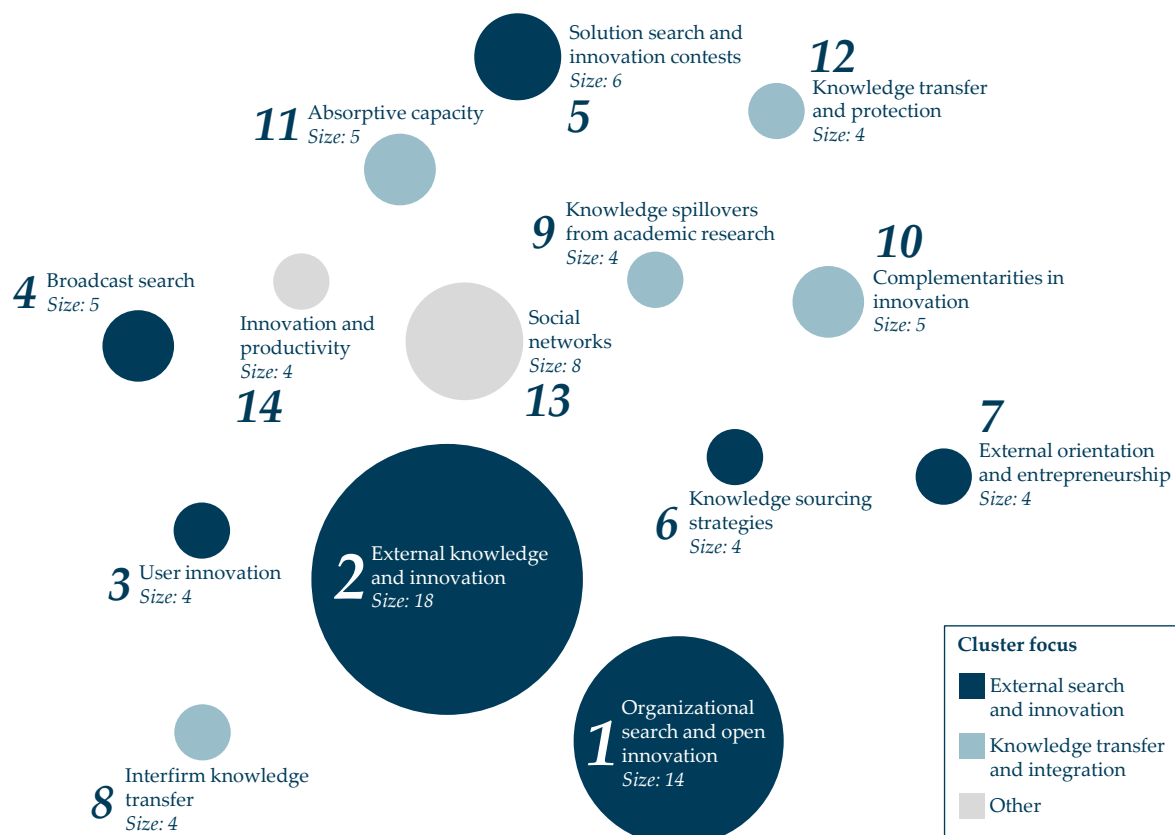 Solution search and
innovation contests
Size: 6
5
12
Knowledge transfer
and protection
Size: 4
11
Absorptive capacity
Size: 5
9
Knowledge spillovers
from academic research
Size: 4
10
Complementarities in
innovation
Size: 5
4
Broadcast search
Size: 5
Innovation and
productivity
Size: 4
14
Social
networks
Size: 8
13
7
External orientation
and entrepreneurship
Size: 4
6
Knowledge sourcing
strategies
Size: 4
3
User innovation
Size: 4
2
External knowledge
and innovation
Size: 18
1
Organizational
search and open
innovation
Size: 14
8
Interfirm knowledge
transfer
Size: 4
Cluster focus
External search
and innovation
Knowledge transfer
and integration
Other